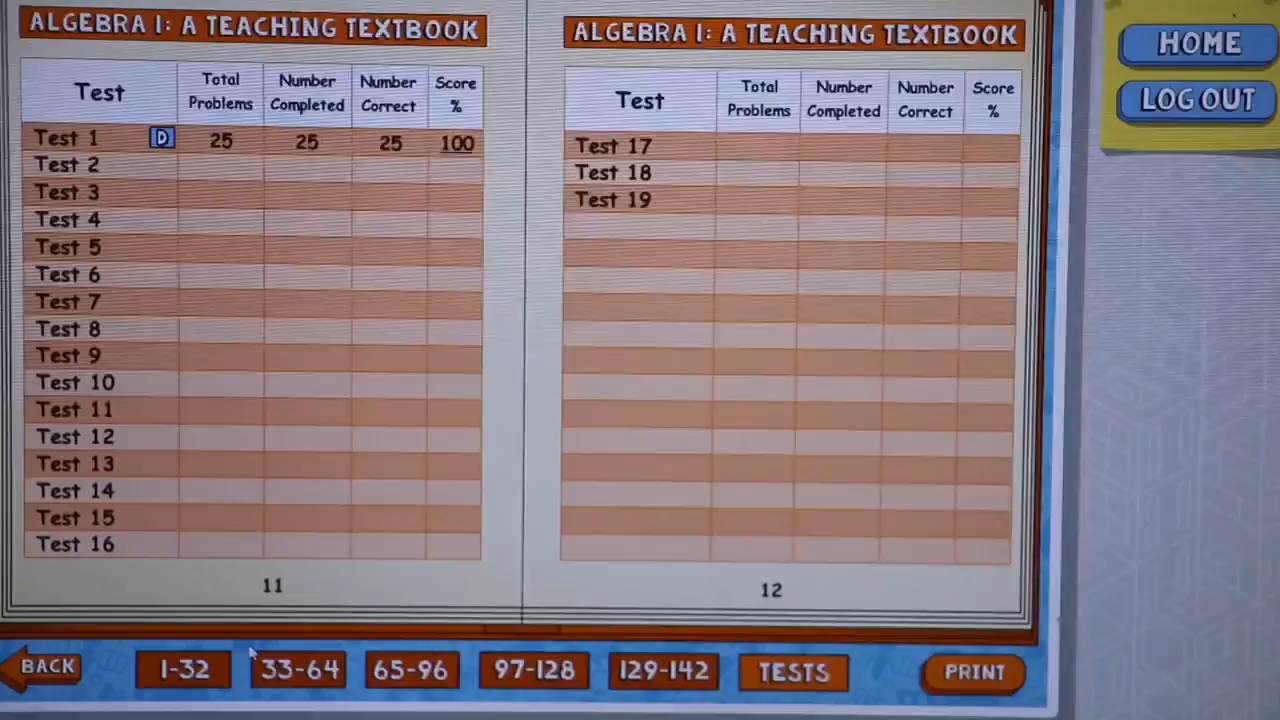 ALGEBRA 1: A TEACHING TEXTBOOK
Test Total Problems Number Completed Number Correct Score %
Test 1 D 25 25 25 100
Test 2
Test 3
Test 4
Test 5
Test 6
Test 7
Test 8
Test 9
Test 10
Test 11
Test 12
Test 13
Test 14
Test 15
Test 16
11
ALGEBRA 1: A TEACHING TEXTBOOK
Test Total Problems Number Completed Number Correct Score %
Test 17
Test 18
Test 19
12
HOME
LOG OUT
BACK 1-32 33-64 65-96 97-128 129-142 TESTS PRINT